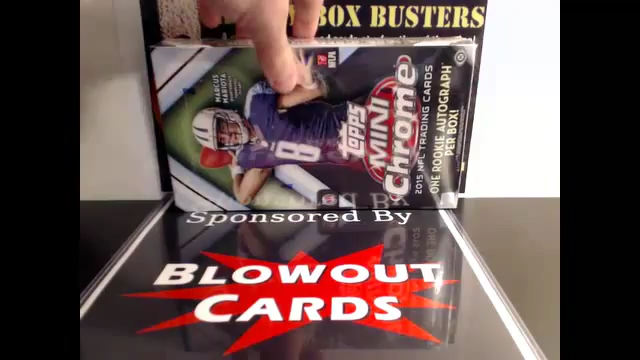 BOX BUSTERS
MARCUS
MARIOTA
NFLPA
8
Topps
MINI
Chrome
2015 NFL TRADING CARDS
ONE ROOKIE AUTOGRAPH
PER BOX!
Sponsored By
BLOWOUT
CARDS